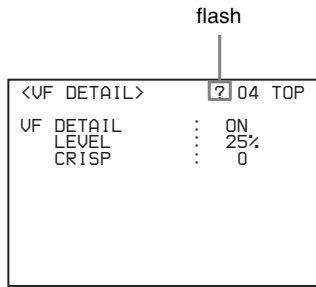 flash
<VF DETAIL> ? 04 TOP
VF DETAIL : ON
LEVEL : 25%
CRISP : 0